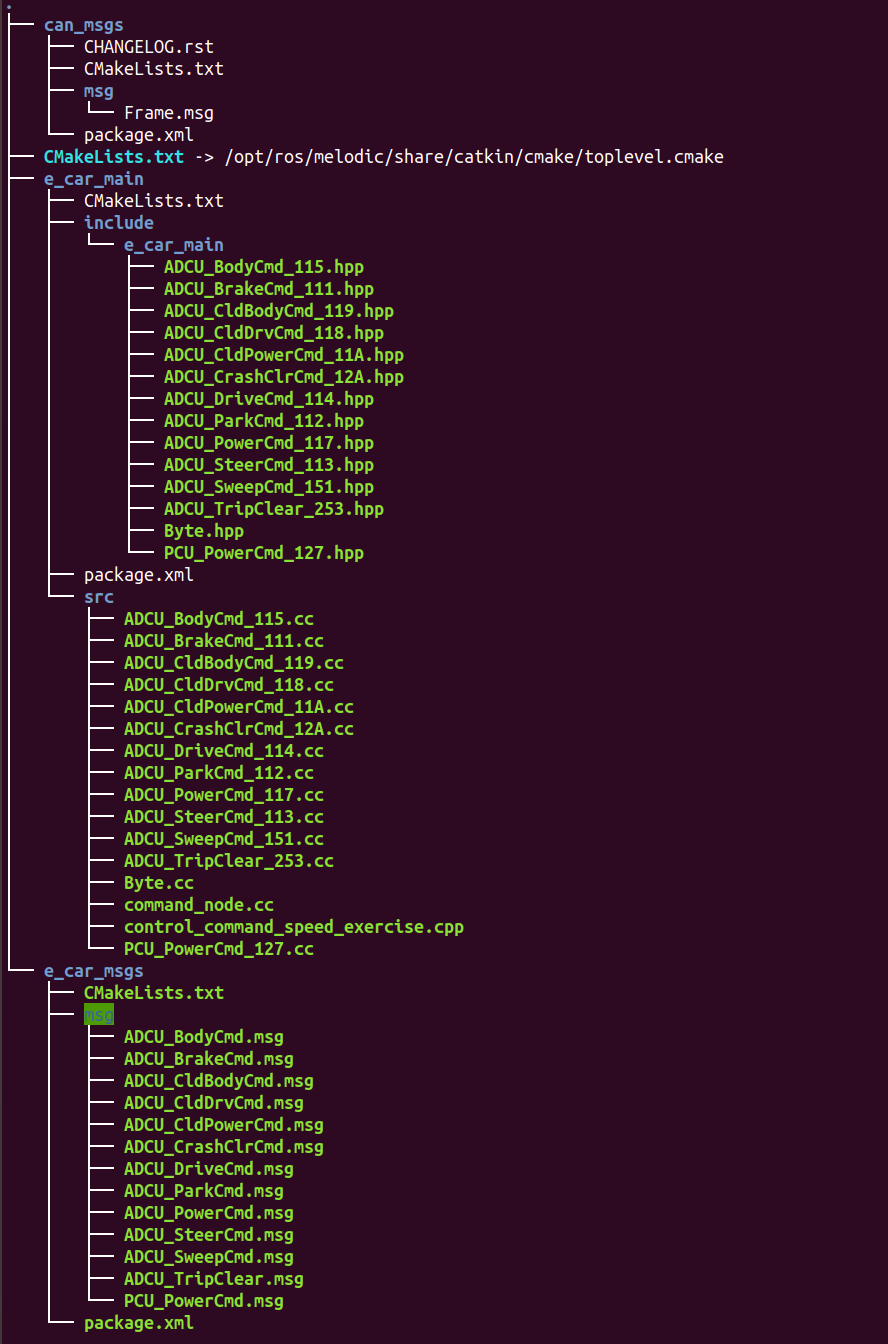 .
can_msgs
CHANGELOG.rst
CMakeLists.txt
msg
Frame.msg
package.xml
CMakeLists.txt -> /opt/ros/melodic/share/catkin/cmake/toplevel.cmake
e_car_main
CMakeLists.txt
include
e_car_main
ADCU_BodyCmd_115.hpp
ADCU_BrakeCmd_111.hpp
ADCU_CldBodyCmd_119.hpp
ADCU_CldDrvCmd_118.hpp
ADCU_CldPowerCmd_11A.hpp
ADCU_CrashClrCmd_12A.hpp
ADCU_DriveCmd_114.hpp
ADCU_ParkCmd_112.hpp
ADCU_PowerCmd_117.hpp
ADCU_SteerCmd_113.hpp
ADCU_SweepCmd_151.hpp
ADCU_TripClear_253.hpp
Byte.hpp
PCU_PowerCmd_127.hpp
package.xml
src
ADCU_BodyCmd_115.cc
ADCU_BrakeCmd_111.cc
ADCU_CldBodyCmd_119.cc
ADCU_CldDrvCmd_118.cc
ADCU_CldPowerCmd_11A.cc
ADCU_CrashClrCmd_12A.cc
ADCU_DriveCmd_114.cc
ADCU_ParkCmd_112.cc
ADCU_PowerCmd_117.cc
ADCU_SteerCmd_113.cc
ADCU_SweepCmd_151.cc
ADCU_TripClear_253.cc
Byte.cc
command_node.cc
control_command_speed_exercise.cpp
PCU_PowerCmd_127.cc
e_car_msgs
CMakeLists.txt
msg
ADCU_BodyCmd.msg
ADCU_BrakeCmd.msg
ADCU_CldBodyCmd.msg
ADCU_CldDrvCmd.msg
ADCU_CldPowerCmd.msg
ADCU_CrashClrCmd.msg
ADCU_DriveCmd.msg
ADCU_ParkCmd.msg
ADCU_PowerCmd.msg
ADCU_SteerCmd.msg
ADCU_SweepCmd.msg
ADCU_TripClear.msg
PCU_PowerCmd.msg
package.xml